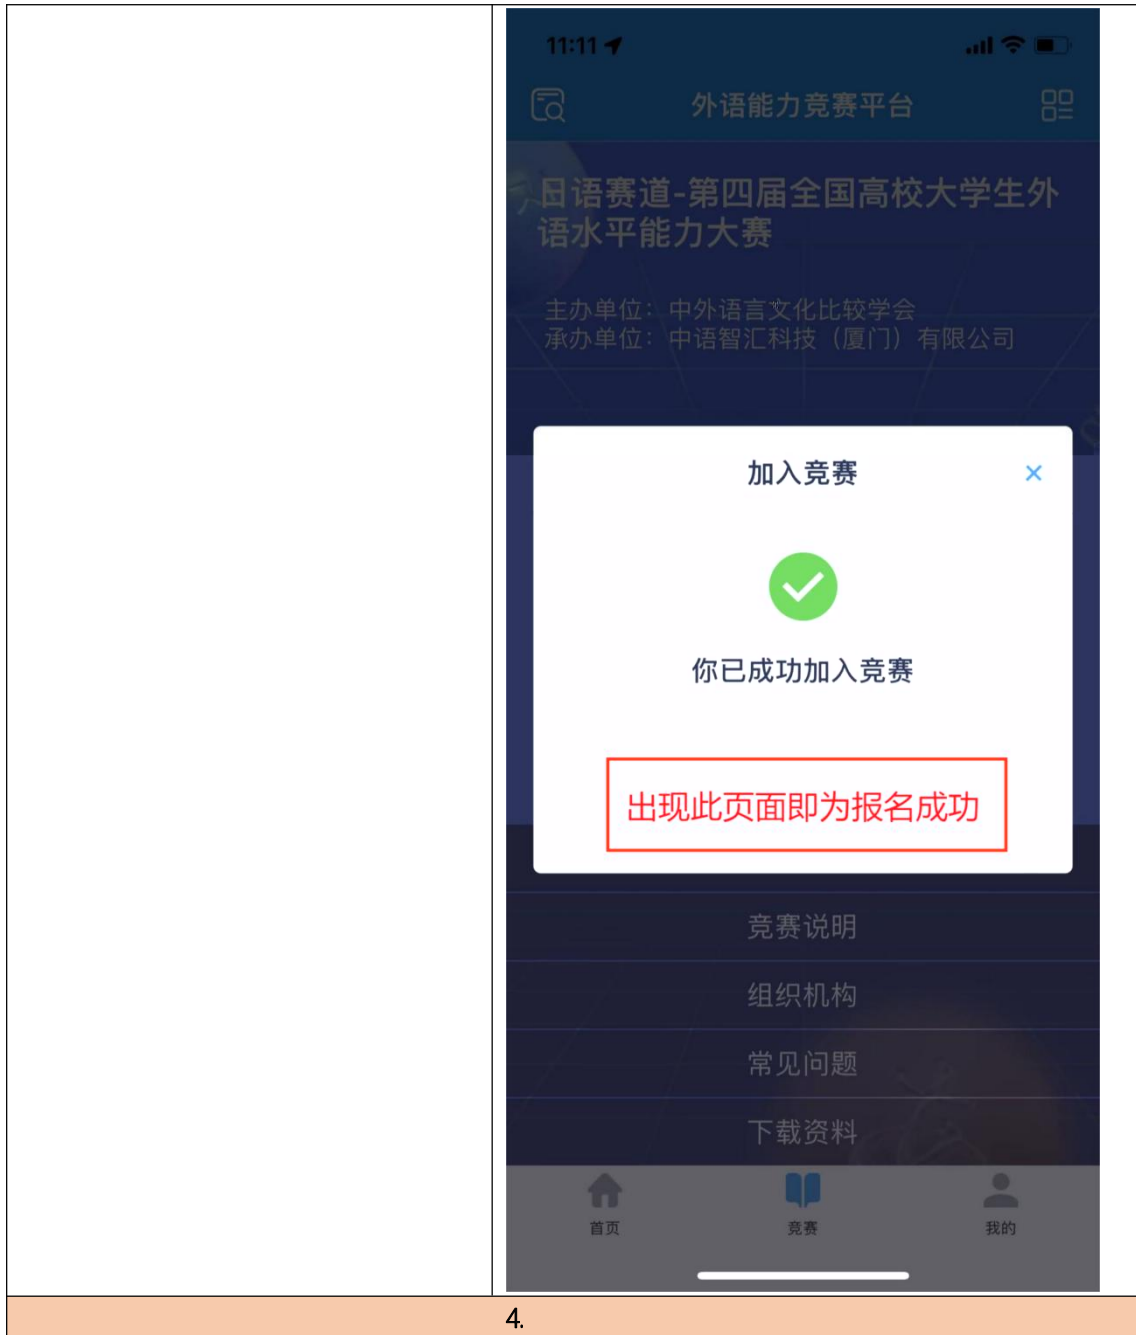 11:11
外语能力竞赛平台
日语赛道-第四届全国高校大学生外
语水平能力大赛
主办单位：中外语言文化比较学会
承办单位：中语智汇科技（厦门）有限公司
加入竞赛
你已成功加入竞赛
出现此页面即为报名成功
竞赛说明
组织机构
常见问题
下载资料
首页
竞赛
我的
4.